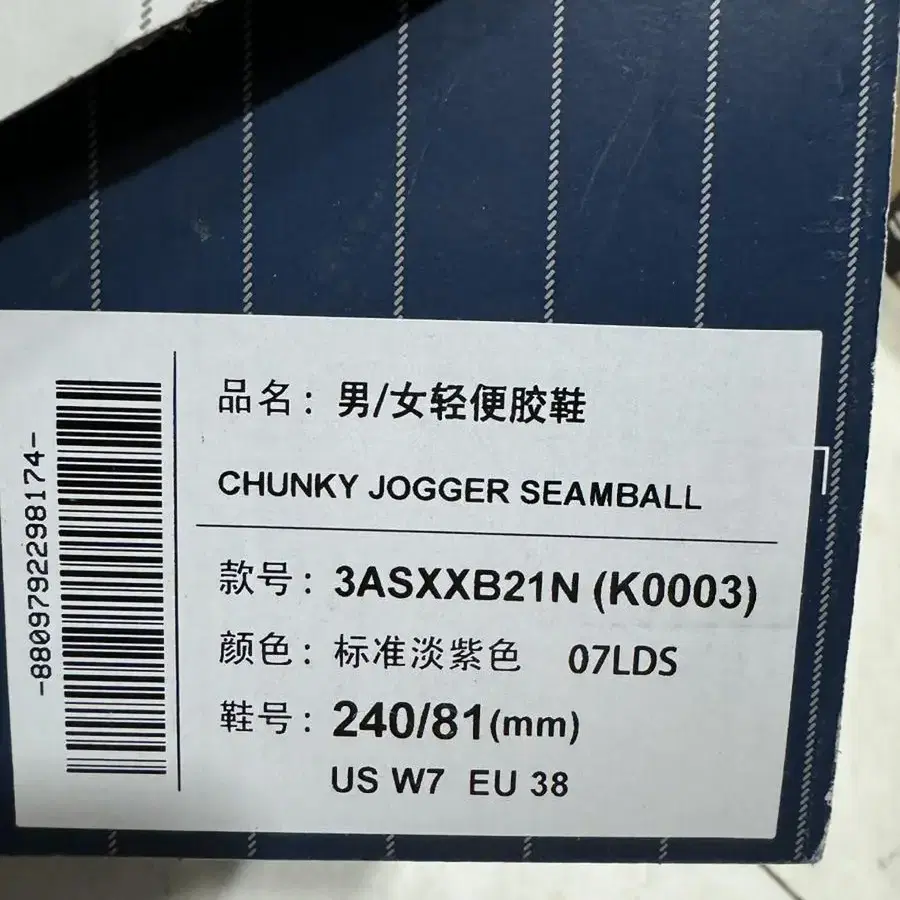 品名：男/女轻便胶鞋
CHUNKY JOGGER SEAMBALL
款号：3ASXXB21N (K0003)
颜色：标准淡紫色 07LDS
鞋号：240/81(mm)
US W7 EU 38
-8809792298174-